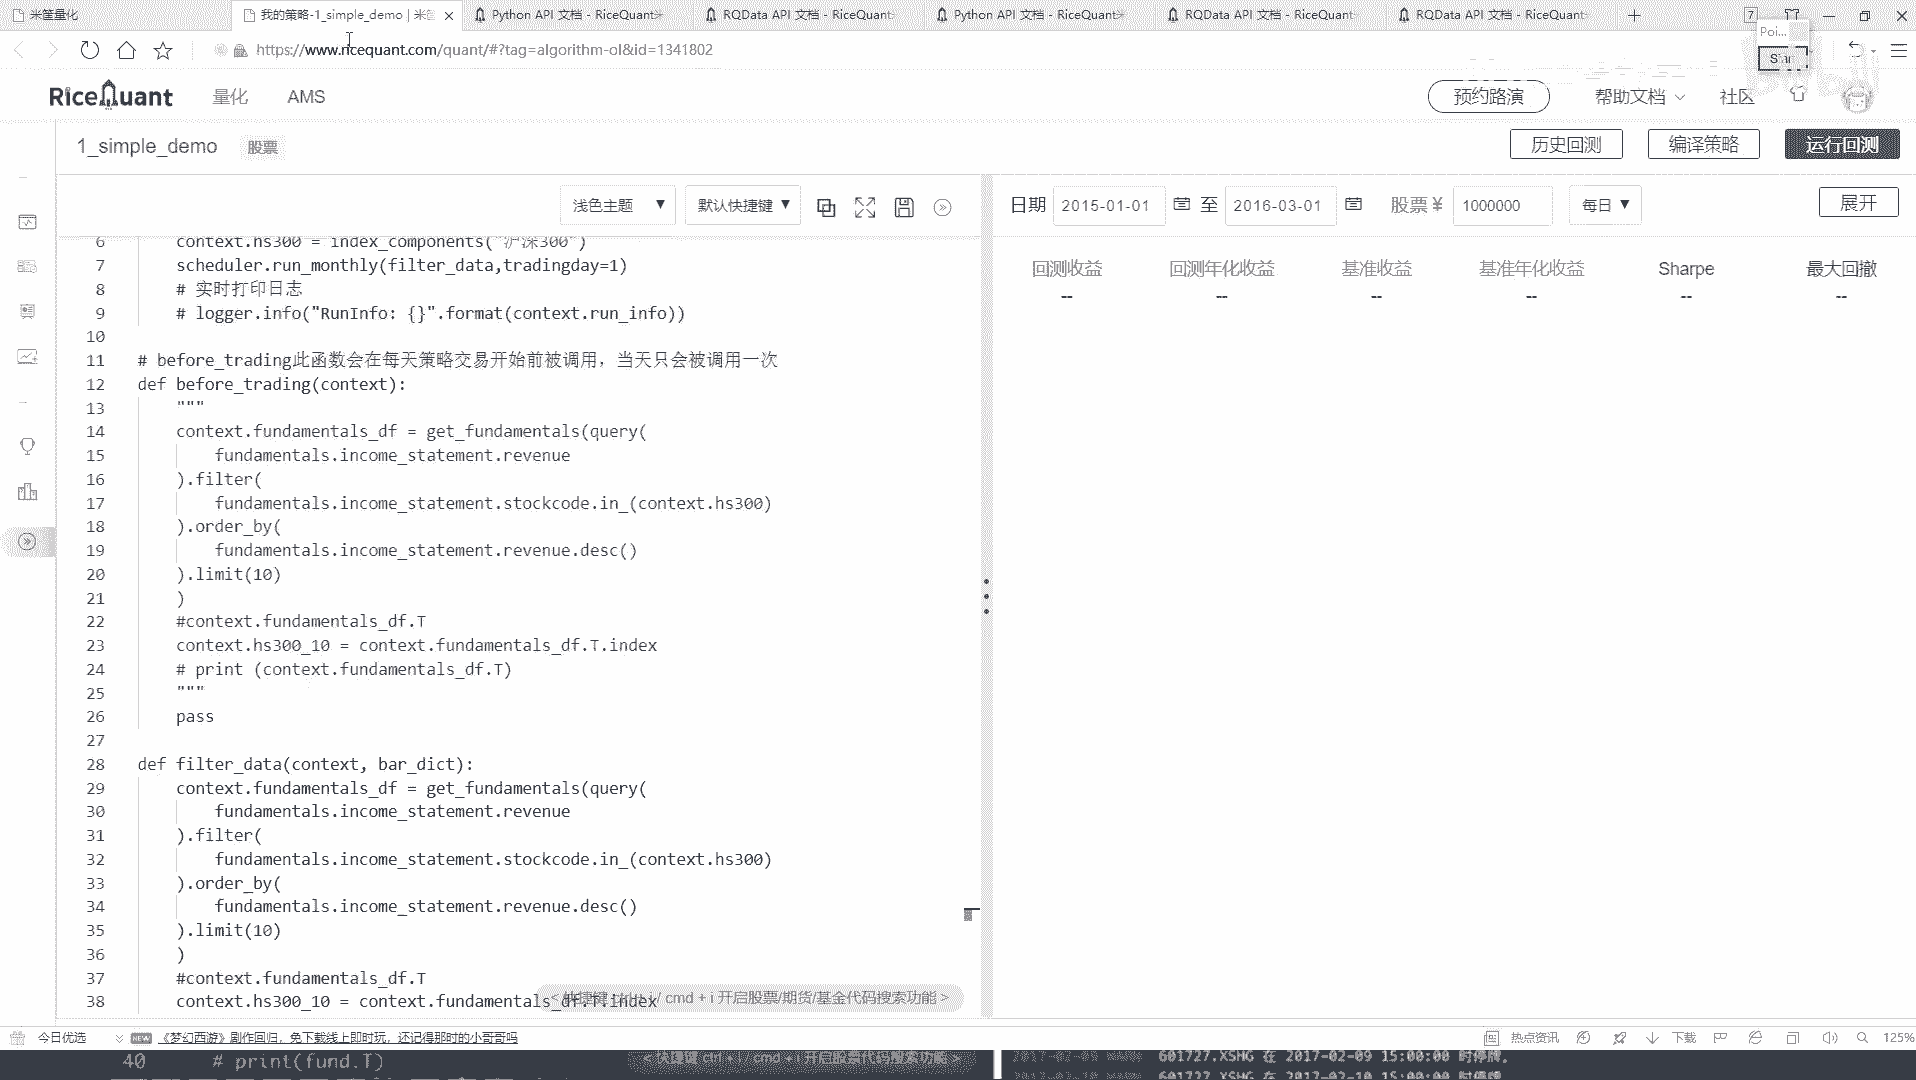 米筐量化
我的策略-1_simple_demo | 米筐
Python API 文档 - RiceQuant
RQData API 文档 - RiceQuant
Python API 文档 - RiceQuant
RQData API 文档 - RiceQuant
RQData API 文档 - RiceQuant
7
Poi...
https://www.ricequant.com/quant/#?tag=algorithm-ol&id=1341802
RiceQuant 量化 AMS 预约路演 帮助文档 社区
1_simple_demo 股票 历史回测 编译策略 运行回测
浅色主题 ▼ 默认快捷键 ▼
日期 2015-01-01 至 2016-03-01 股票 ¥ 1000000 每日 ▼ 展开
回测收益 回测年化收益 基准收益 基准年化收益 Sharpe 最大回撤
-- -- -- -- -- --
6 context.hs300 = index_components("沪深300")
7 scheduler.run_monthly(filter_data,tradingday=1)
8 # 实时打印日志
9 # logger.info("RunInfo: {}".format(context.run_info))
10
11 # before_trading此函数会在每天策略交易开始前被调用，当天只会被调用一次
12 def before_trading(context):
13 """
14 context.fundamentals_df = get_fundamentals(query(
15 fundamentals.income_statement.revenue
16 ).filter(
17 fundamentals.income_statement.stockcode.in_(context.hs300)
18 ).order_by(
19 fundamentals.income_statement.revenue.desc()
20 ).limit(10)
21 )
22 #context.fundamentals_df.T
23 context.hs300_10 = context.fundamentals_df.T.index
24 # print (context.fundamentals_df.T)
25 """
26 pass
27
28 def filter_data(context, bar_dict):
29 context.fundamentals_df = get_fundamentals(query(
30 fundamentals.income_statement.revenue
31 ).filter(
32 fundamentals.income_statement.stockcode.in_(context.hs300)
33 ).order_by(
34 fundamentals.income_statement.revenue.desc()
35 ).limit(10)
36 )
37 #context.fundamentals_df.T
38 context.hs300_10 = context.fundamentals_df.T.index
/ cmd + i 开启股票/期货/基金代码搜索功能 >
今日优选 NEW 《梦幻西游》剧作回归，免下载线上即时玩，还记得那时的小哥哥吗 热点资讯 下载 125%
40 # print(fund.T)
< 快捷键 ctrl + i / cmd + i 开启股票代码搜索功能 >
2017-02-09 601727.XSHG 在 2017-02-09 15:00:00 时停牌。
601727.XSHG 在 2017-02-10 15:00:00 时停牌。